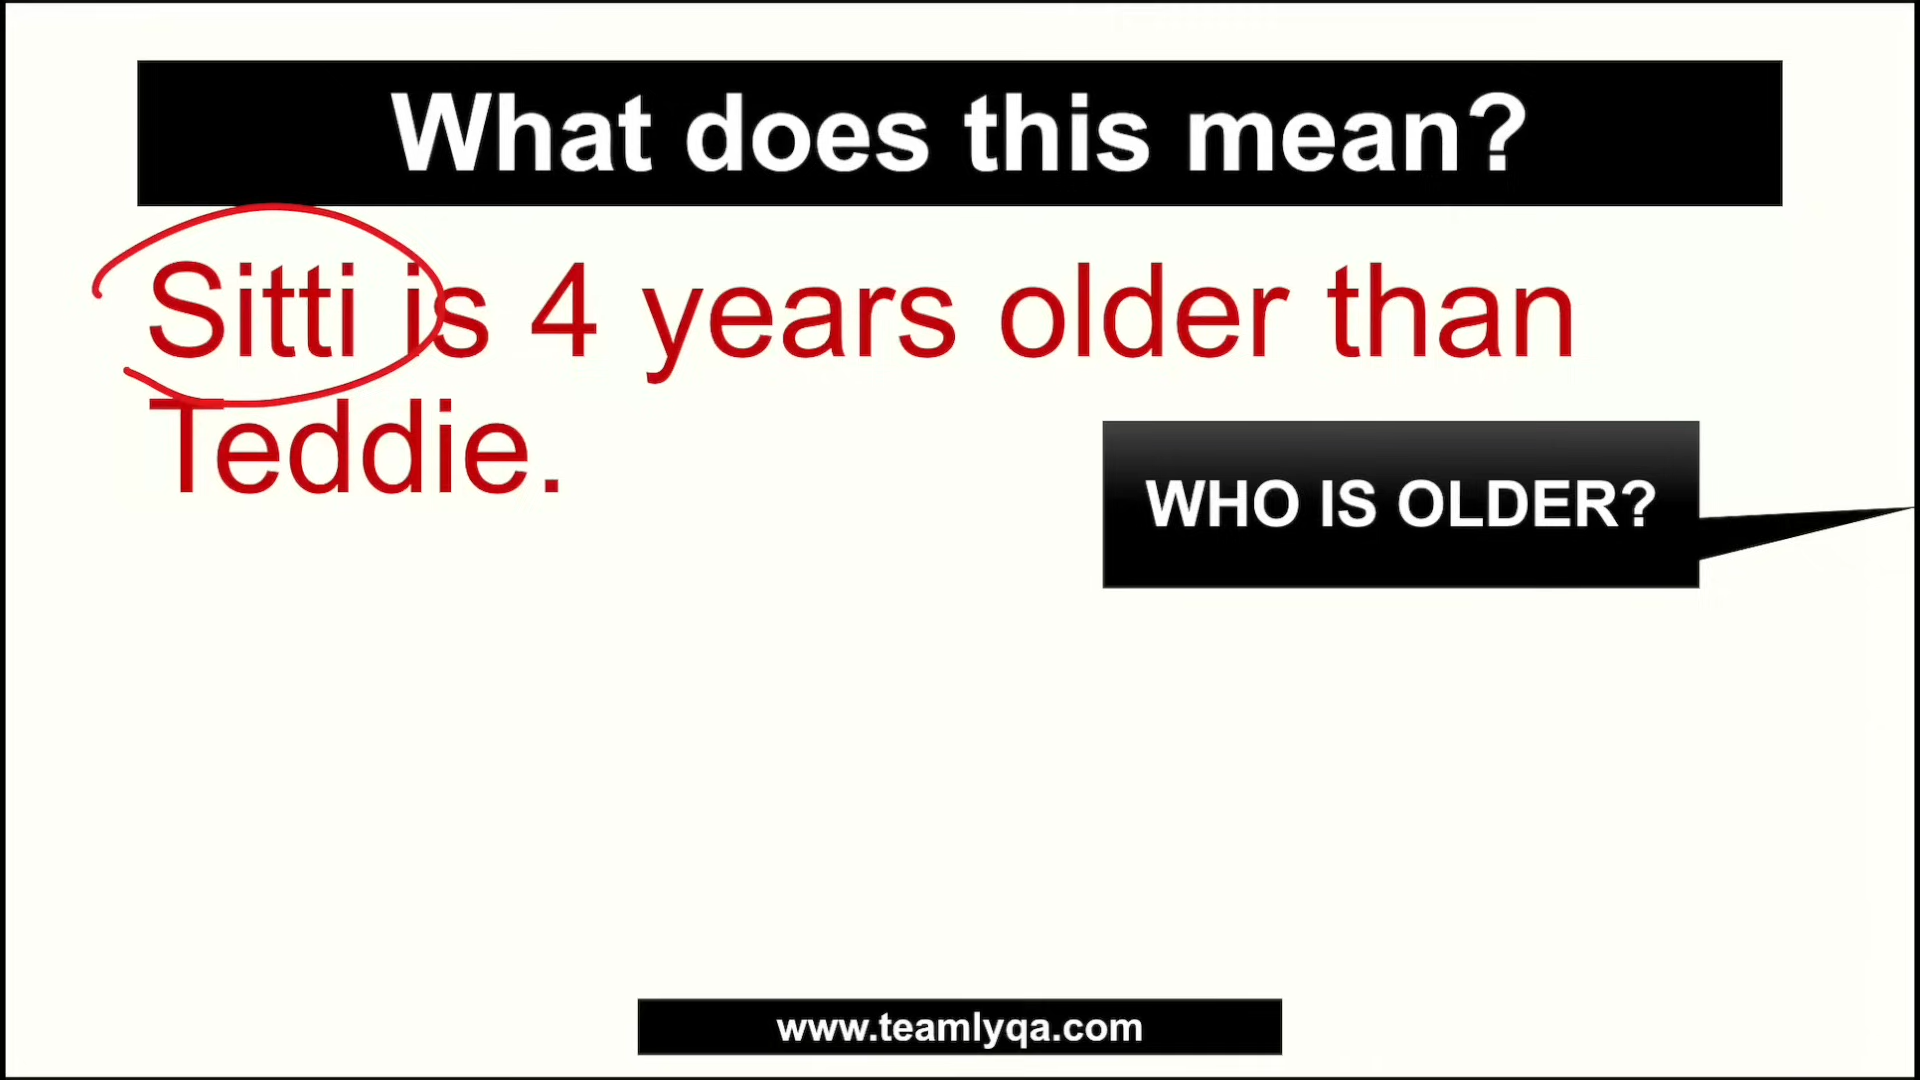 What does this mean?
Sitti is 4 years older than
Teddie.
WHO IS OLDER?
www.teamlyqa.com